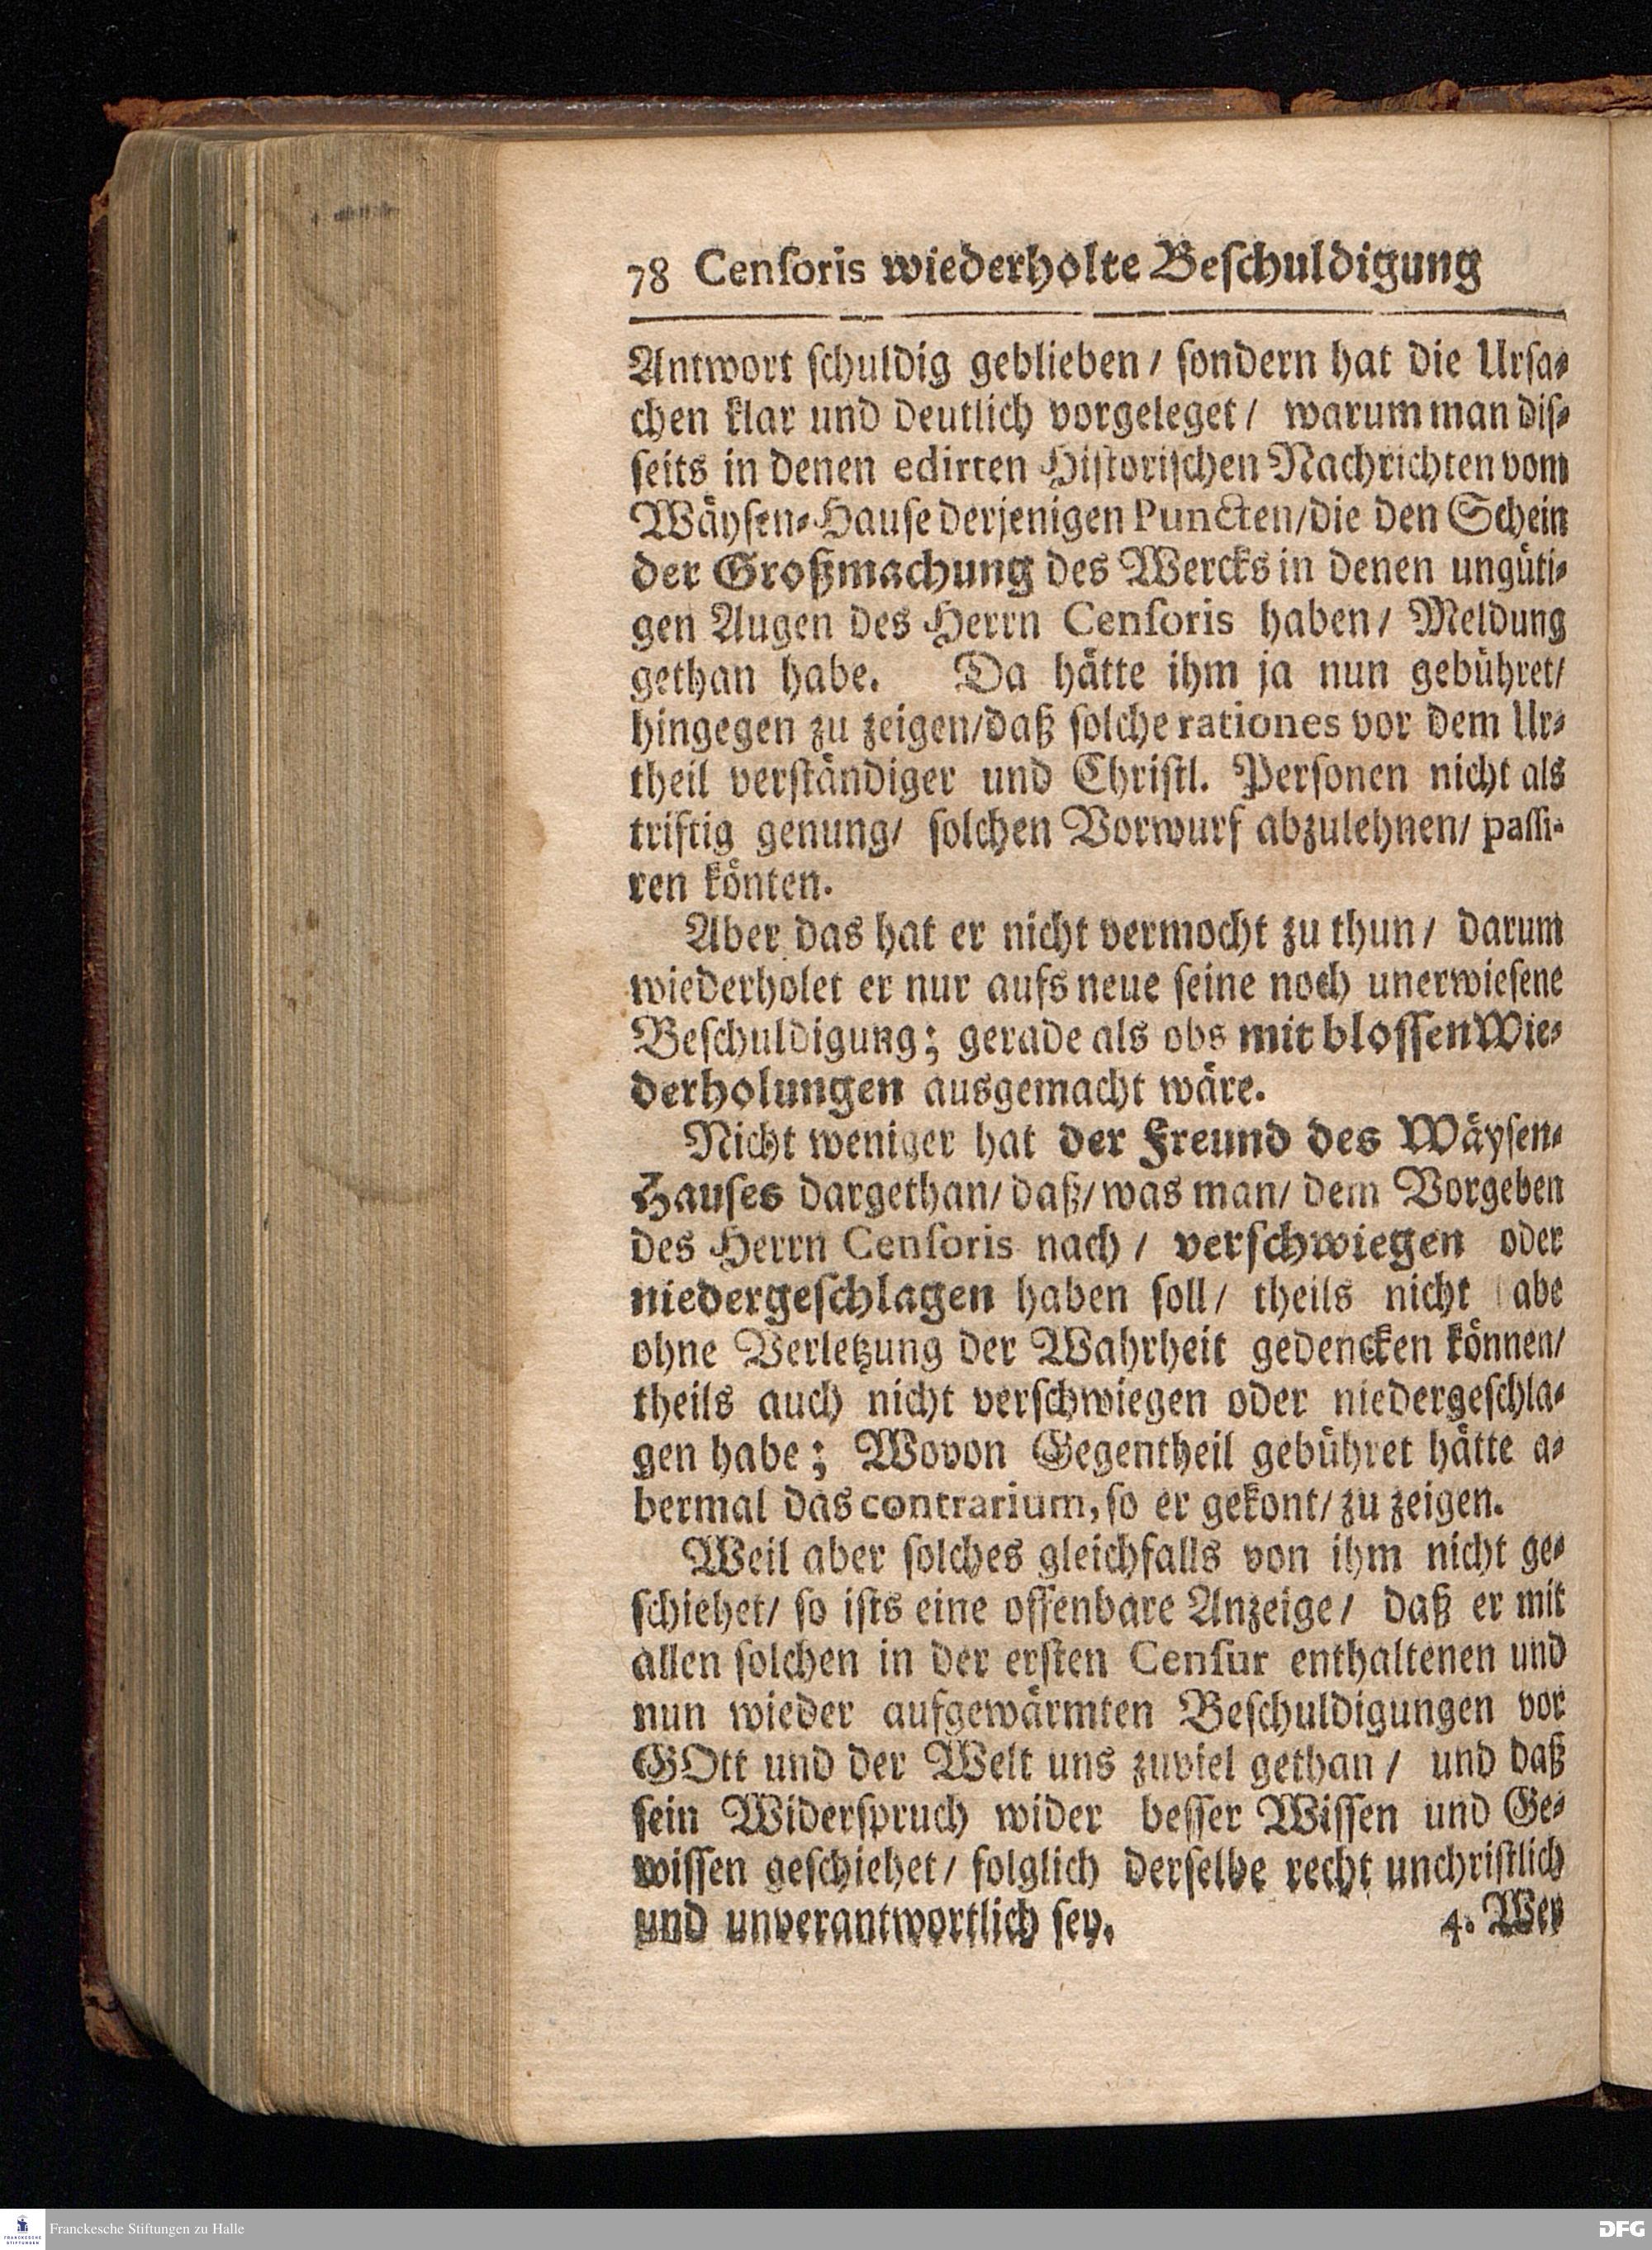 78 Cenſoris wiederholte Beſchuldigung
Antwort ſchuldig geblieben / ſondern hat die Urſa⸗
chen klar und deutlich vorgeleget / warum man diſ⸗
ſeits in denen edirten Hiſtoriſchen Nachrichten vom
Wäyſen⸗Hauſe derjenigen Puncten/die den Schein
der Großmachung des Wercks in denen ungüti⸗
gen Augen des Herrn Cenſoris haben / Meldung
gethan habe. Da hätte ihm ja nun gebühret/
hingegen zu zeigen/daß ſolche rationes vor dem Ur⸗
theil verſtändiger und Chriſtl. Perſonen nicht als
triftig genung/ ſolchen Vorwurf abzulehnen/ paſſi-
ren könten.
Aber das hat er nicht vermocht zu thun / darum
wiederholet er nur aufs neue ſeine noch unerwieſene
Beſchuldigung; gerade als obs mit bloſſen Wie⸗
derholungen ausgemacht wäre.
Nicht weniger hat der Freund des Wäyſen⸗
Hauſes dargethan/ daß/ was man/ dem Vorgeben
des Herrn Cenſoris nach / verſchwiegen oder
niedergeſchlagen haben ſoll/ theils nicht abe
ohne Verletzung der Wahrheit gedencken können/
theils auch nicht verſchwiegen oder niedergeſchla⸗
gen habe; Wovon Gegentheil gebühret hätte a⸗
bermal das contrarium, ſo er gekont/ zu zeigen.
Weil aber ſolches gleichfalls von ihm nicht ge⸗
ſchiehet/ ſo iſts eine offenbare Anzeige / daß er mit
allen ſolchen in der erſten Cenſur enthaltenen und
nun wieder aufgewärmten Beſchuldigungen vor
GOtt und der Welt uns zuviel gethan / und daß
ſein Widerſpruch wider beſſer Wiſſen und Ge⸗
wiſſen geſchiehet / folglich derſelbe recht unchriſtlich
und unverantwortlich ſey. 4. Wey
FRANCKESCHE
STIFTUNGEN
Franckesche Stiftungen zu Halle
DFG